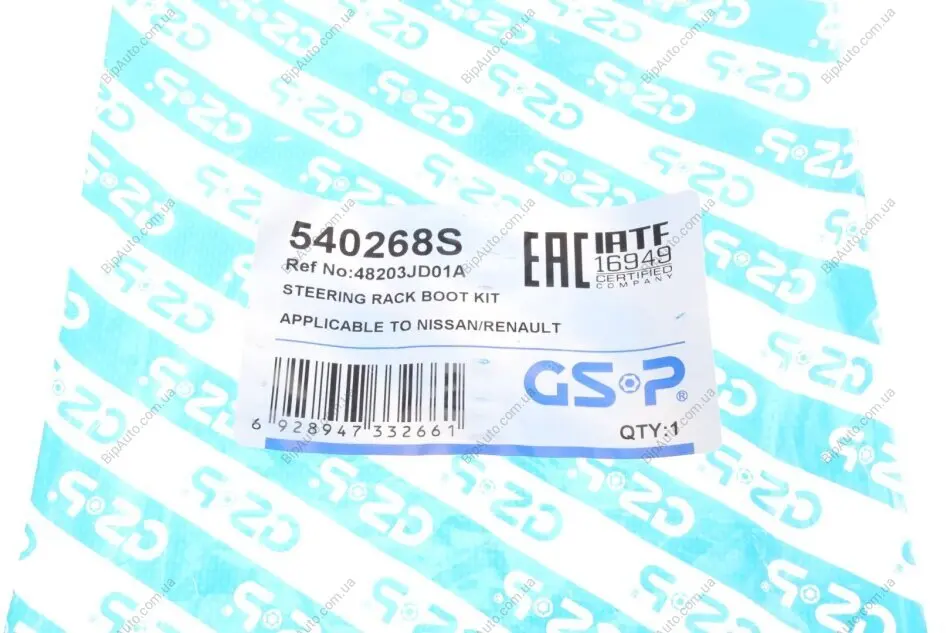 540268S
Ref No:48203JD01A
STEERING RACK BOOT KIT
APPLICABLE TO NISSAN/RENAULT
EAC
IATF
16949
CERTIFIED
COMPANY
6 928947 332661
GSP®
QTY:1
BipAuto.com.ua